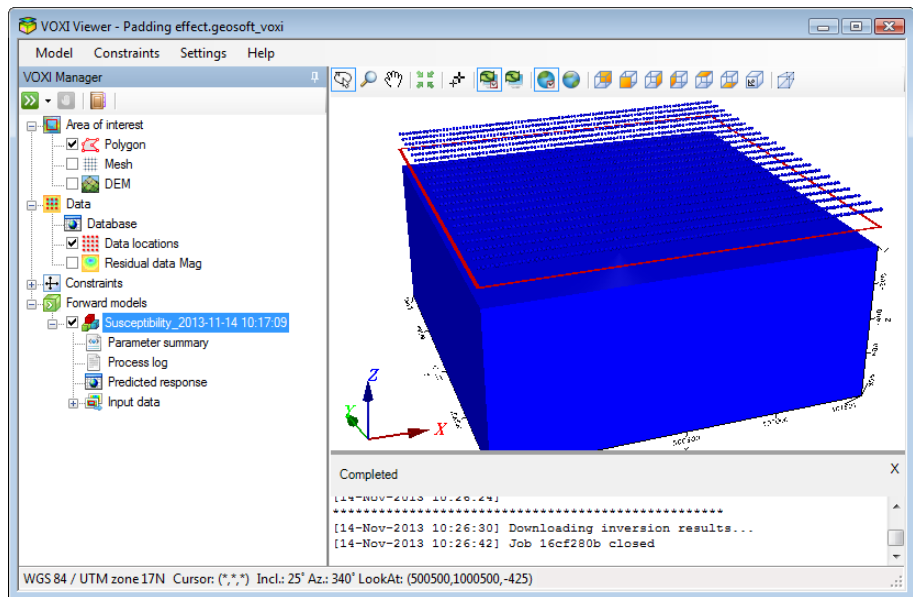 VOXI Viewer - Padding effect.geosoft_voxi
Model Constraints Settings Help
VOXI Manager
Area of interest
Polygon
Mesh
DEM
Data
Database
Data locations
Residual data Mag
Constraints
Forward models
Susceptibility_2013-11-14 10:17:09
Parameter summary
Process log
Predicted response
Input data
Z
Y
X
Completed
X
[14-Nov-2013 10:26:24]
[14-Nov-2013 10:26:30] Downloading inversion results...
[14-Nov-2013 10:26:42] Job 16cf280b closed
WGS 84 / UTM zone 17N Cursor: (*,*,*) Incl.: 25° Az.: 340° LookAt: (500500,1000500,-425)